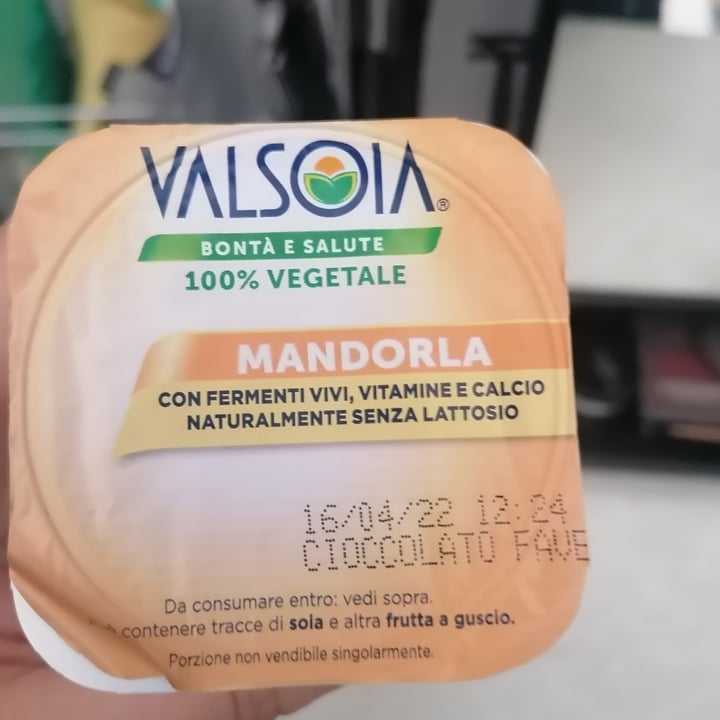 VALSOIA®
BONTÀ E SALUTE
100% VEGETALE
MANDORLA
CON FERMENTI VIVI, VITAMINE E CALCIO
NATURALMENTE SENZA LATTOSIO
16/04/22 12:24
CIOCCOLATO FAVE
Da consumare entro: vedi sopra.
contenere tracce di soia e altra frutta a guscio.
Porzione non vendibile singolarmente.